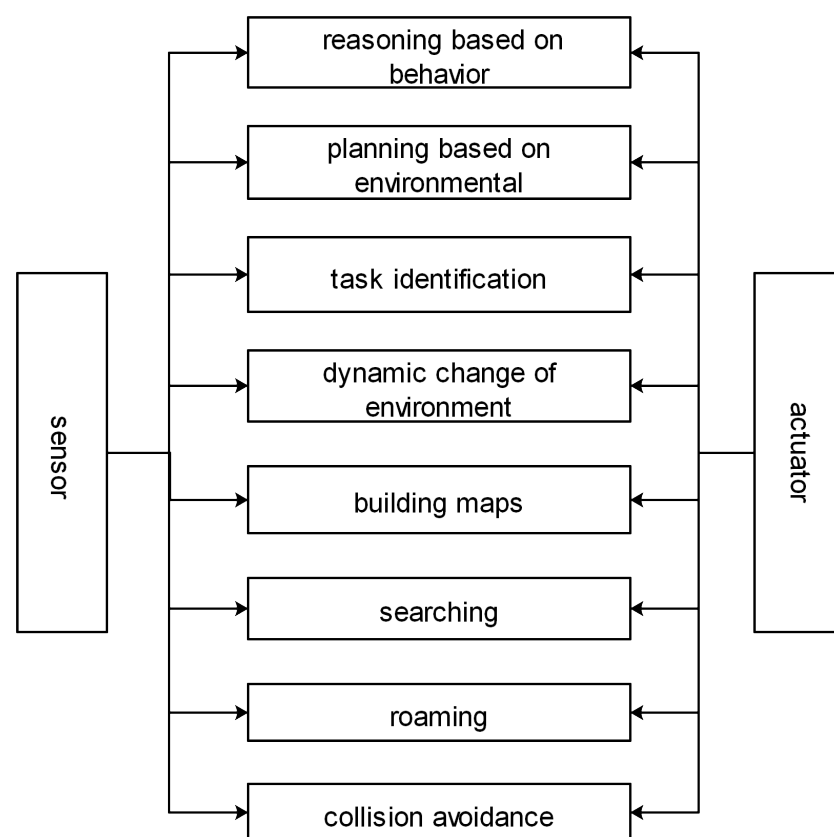 reasoning based on
behavior
planning based on
environmental
task identification
dynamic change of
environment
sensor
actuator
building maps
searching
roaming
collision avoidance